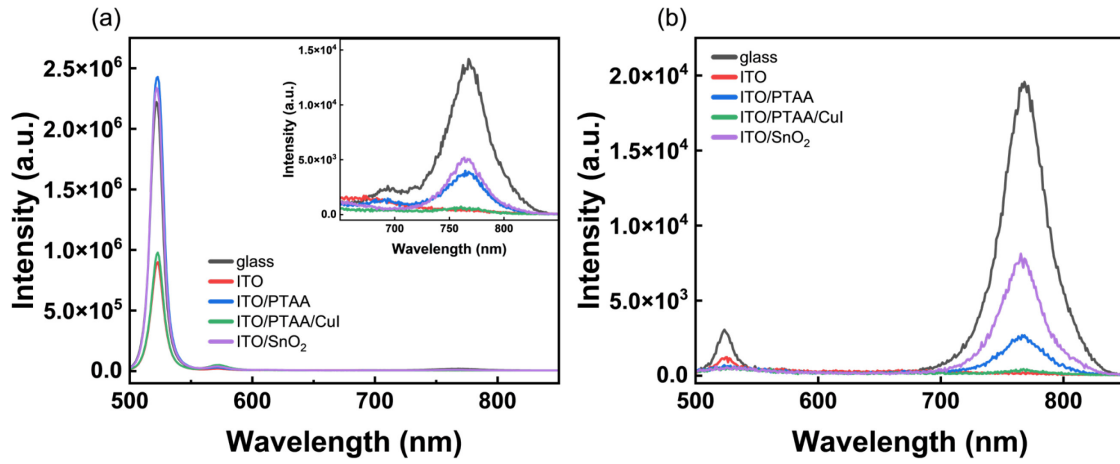 (a)
Intensity (a.u.)
2.5×10⁶
2.0×10⁶
1.5×10⁶
1.0×10⁶
5.0×10⁵
0.0
500
600
700
800
Wavelength (nm)
glass
ITO
ITO/PTAA
ITO/PTAA/CuI
ITO/SnO₂
Intensity (a.u.)
1.5×10⁴
1.0×10⁴
5.0×10³
0.0
700
750
800
Wavelength (nm)
(b)
Intensity (a.u.)
2.0×10⁴
1.5×10⁴
1.0×10⁴
5.0×10³
0.0
500
600
700
800
Wavelength (nm)
glass
ITO
ITO/PTAA
ITO/PTAA/CuI
ITO/SnO₂